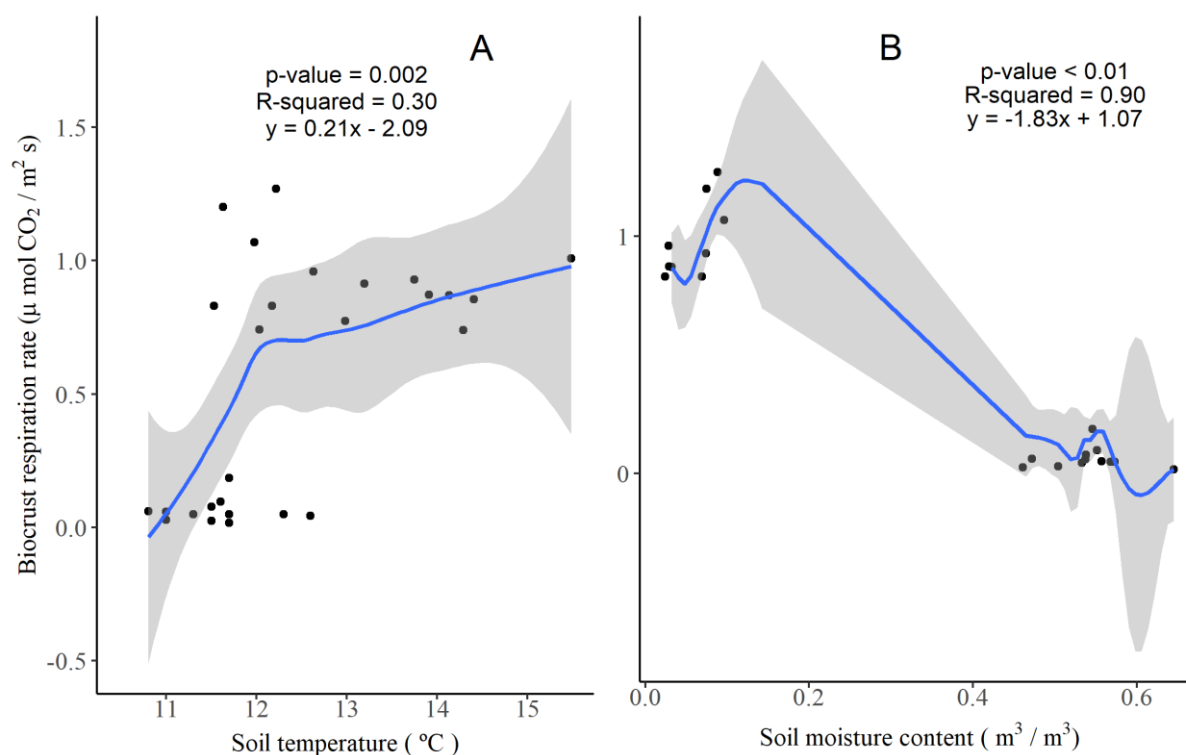 A
p-value = 0.002
R-squared = 0.30
y = 0.21x - 2.09
Biocrust respiration rate (µ mol CO₂ / m² s)
1.5
1.0
0.5
0.0
-0.5
11
12
13
14
15
Soil temperature ( ºC)
B
p-value < 0.01
R-squared = 0.90
y = -1.83x + 1.07
1
0
0.0
0.2
0.4
0.6
Soil moisture content ( m³ / m³)